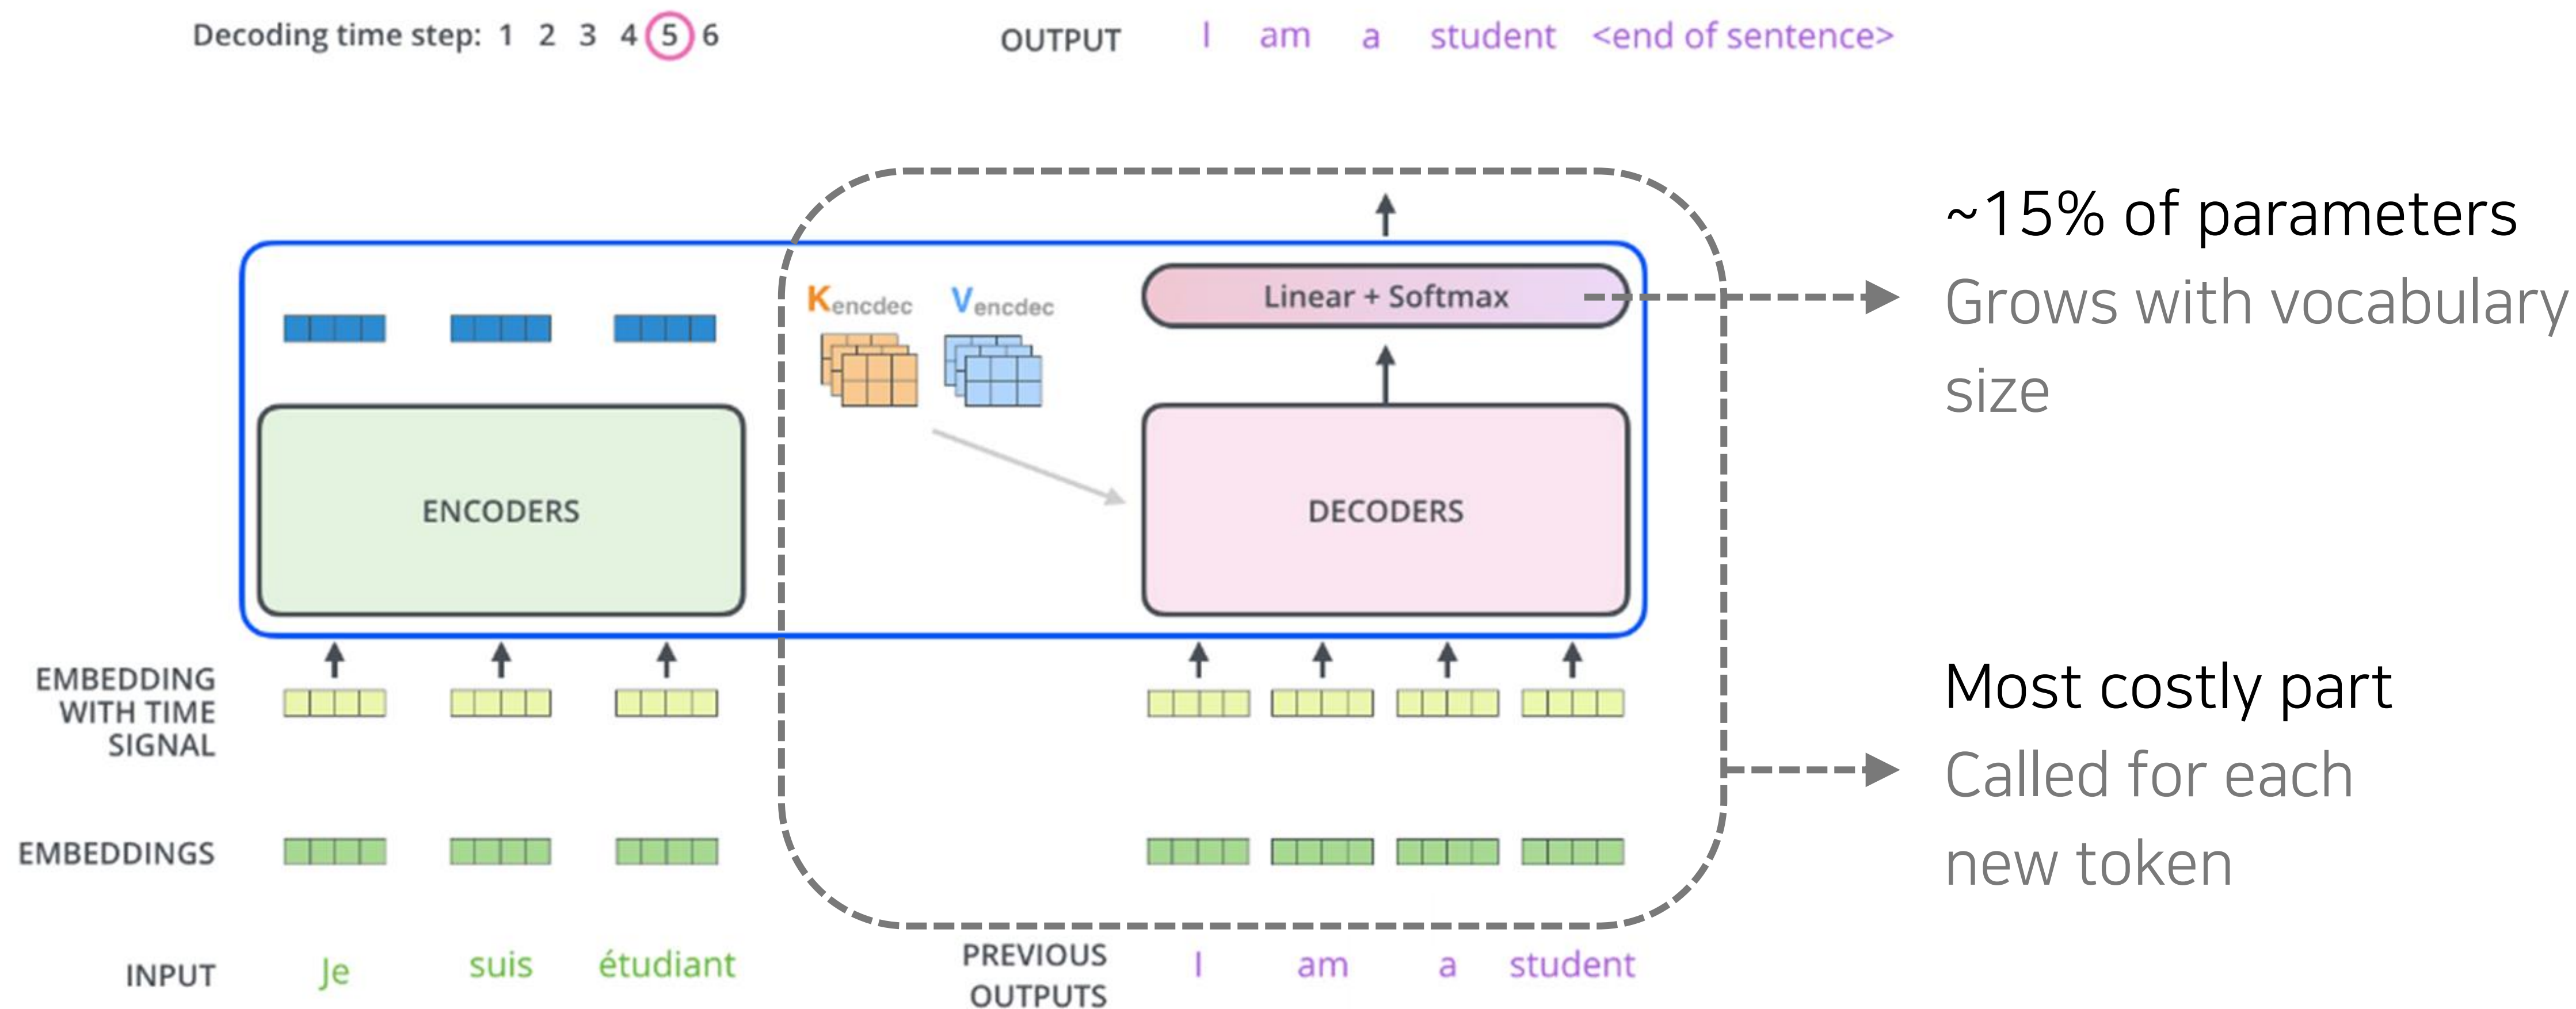 Decoding time step: 1 2 3 4 5 6
OUTPUT I am a student <end of sentence>
~15% of parameters
Grows with vocabulary
size
Kencdec Vencdec
Linear + Softmax
ENCODERS
DECODERS
Most costly part
Called for each
new token
EMBEDDING
WITH TIME
SIGNAL
EMBEDDINGS
INPUT Je suis étudiant
PREVIOUS
OUTPUTS
I am a student